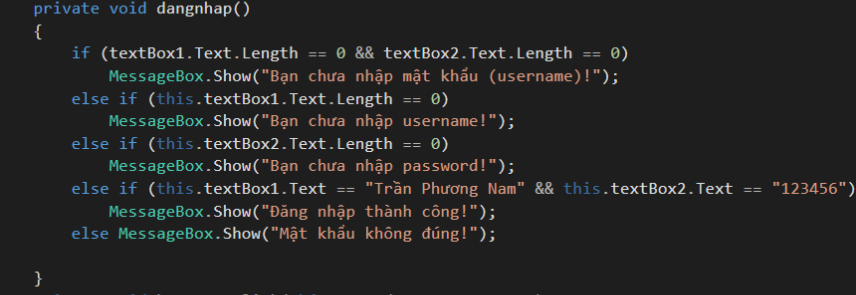 private void dangnhap()
{
if (textBox1.Text.Length == 0 && textBox2.Text.Length == 0)
MessageBox.Show("Bạn chưa nhập mật khẩu (username)!");
else if (this.textBox1.Text.Length == 0)
MessageBox.Show("Bạn chưa nhập username!");
else if (this.textBox2.Text.Length == 0)
MessageBox.Show("Bạn chưa nhập password!");
else if (this.textBox1.Text == "Trần Phương Nam" && this.textBox2.Text == "123456")
MessageBox.Show("Đăng nhập thành công!");
else MessageBox.Show("Mật khẩu không đúng!");
}